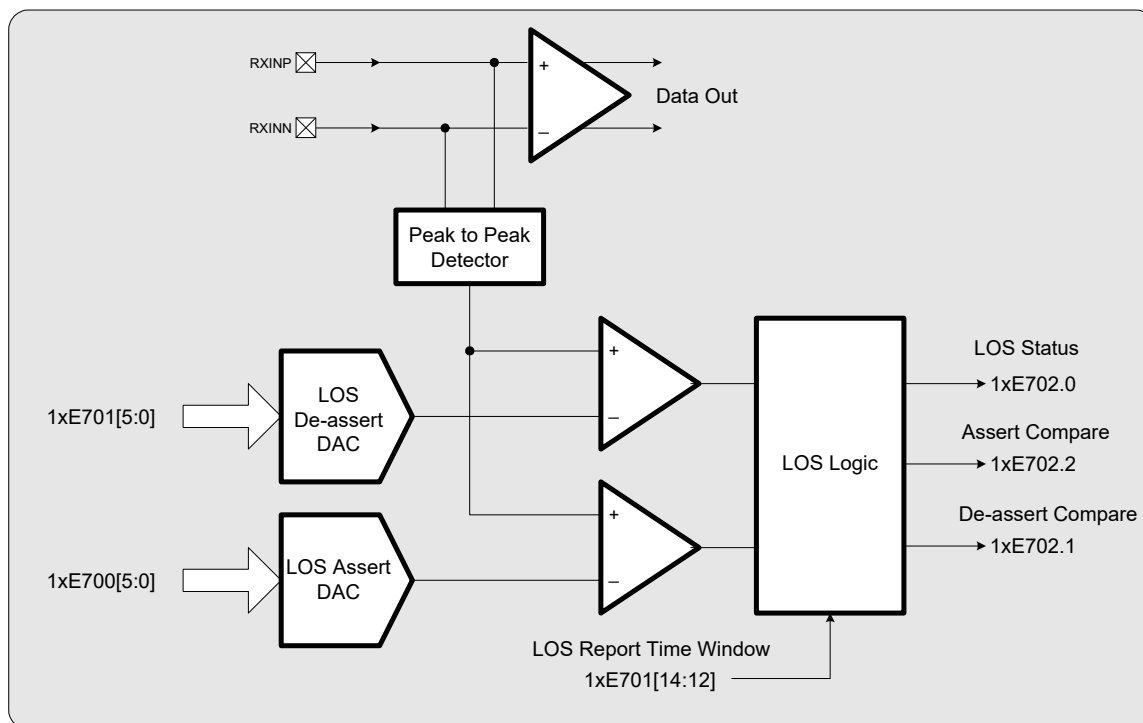 RXINP
+
Data Out
RXINN
–
Peak to Peak
Detector
LOS
De-assert
DAC
1xE701[5:0]
+
–
LOS Status
1xE702.0
Assert Compare
1xE702.2
LOS Logic
De-assert Compare
1xE702.1
+
–
LOS Assert
DAC
1xE700[5:0]
LOS Report Time Window
1xE701[14:12]